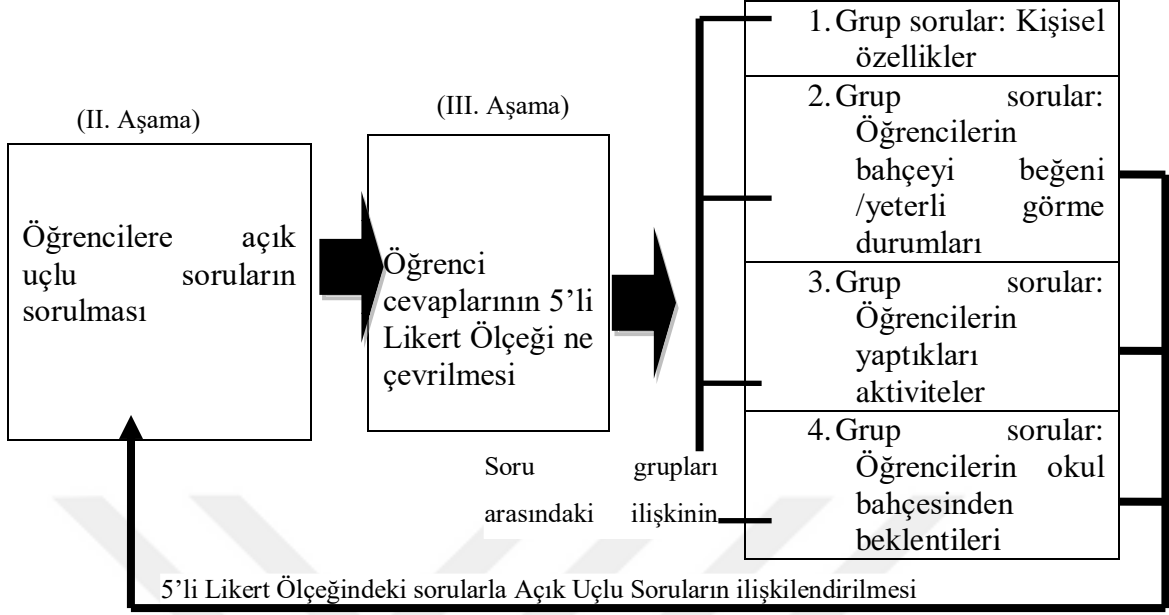 (II. Aşama)
Öğrencilere açık
uçlu soruların
sorulması
(III. Aşama)
Öğrenci
cevaplarının 5’li
Likert Ölçeği ne
çevrilmesi
1. Grup sorular: Kişisel
özellikler
2. Grup sorular:
Öğrencilerin
bahçeyi beğeni
/yeterli görme
durumları
3. Grup sorular:
Öğrencilerin
yaptıkları
aktiviteler
4. Grup sorular:
Öğrencilerin okul
bahçesinden
beklentileri
Soru grupları
arasındaki ilişkinin
5’li Likert Ölçeğindeki sorularla Açık Uçlu Soruların ilişkilendirilmesi